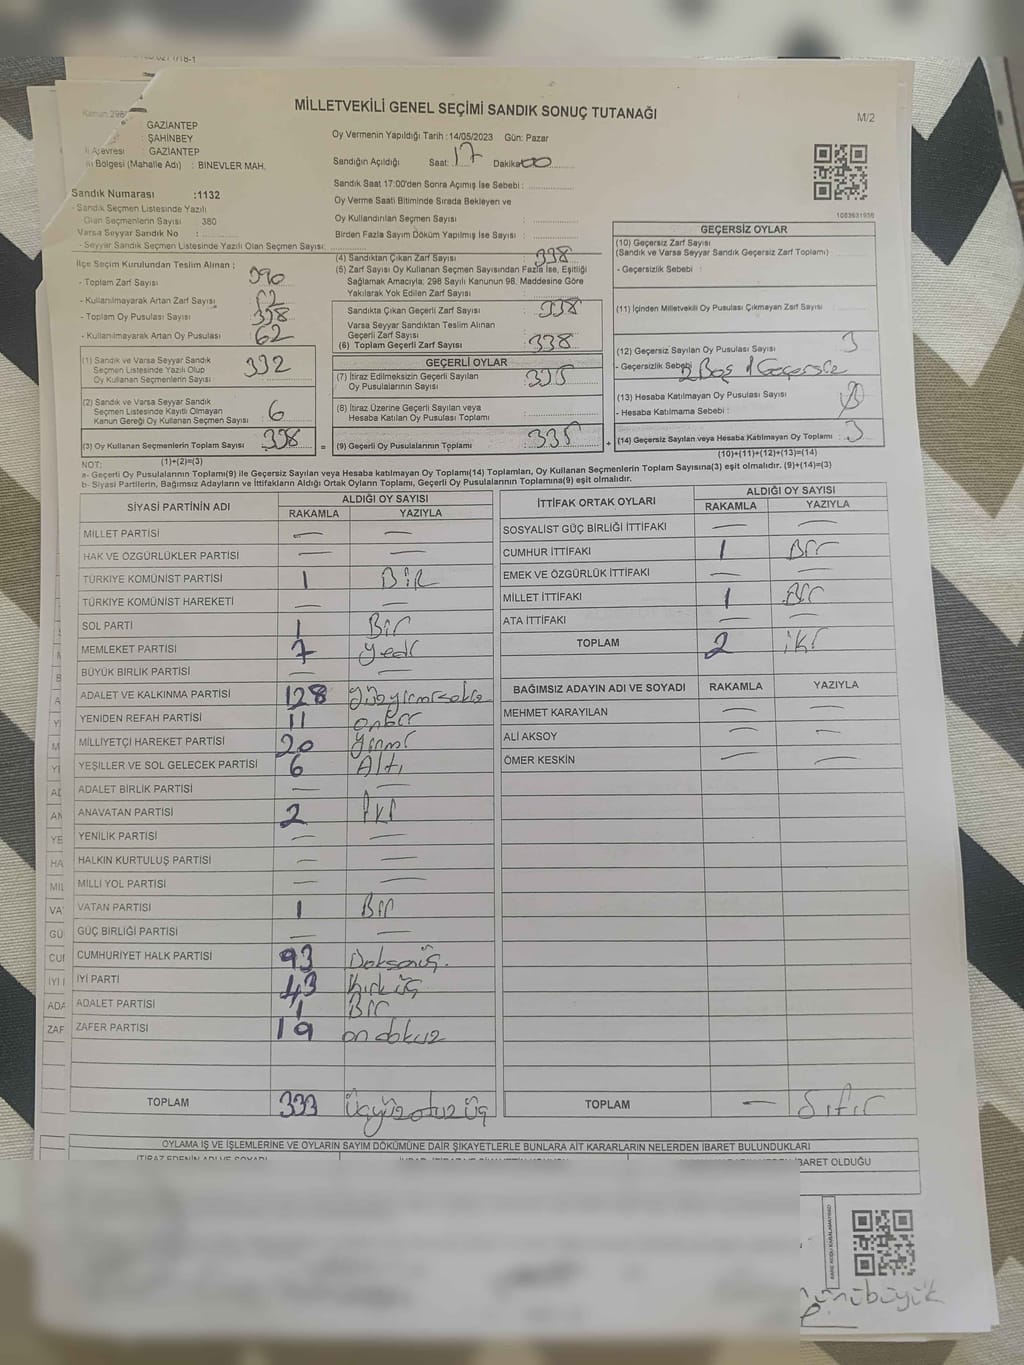 MİLLETVEKİLİ GENEL SEÇİMİ SANDIK SONUÇ TUTANAĞI
M/2
GAZİANTEP
ŞAHİNBEY
GAZİANTEP
Bölgesi (Mahalle Adı) : BİNEVLER MAH.
Sandık Numarası :1132
- Sandık Seçmen Listesinde Yazılı
Olan Seçmenlerin Sayısı 380
Varsa Seyyar Sandık No :
- Seyyar Sandık Seçmen Listesinde Yazılı Olan Seçmen Sayısı:
Oy Vermenin Yapıldığı Tarih :14/05/2023 Gün: Pazar
Sandığın Açıldığı Saat: 17 Dakika: 00
Sandık Saat 17:00'den Sonra Açılmış İse Sebebi :
Oy Verme Saati Bitiminde Sırada Bekleyen ve
Oy Kullandırılan Seçmen Sayısı :
Birden Fazla Sayım Döküm Yapılmış İse Sayısı :
1083631956
İlçe Seçim Kurulundan Teslim Alınan :
- Toplam Zarf Sayısı 390
- Kullanılmayarak Artan Zarf Sayısı
- Toplam Oy Pusulası Sayısı
- Kullanılmayarak Artan Oy Pusulası 62
(1) Sandık ve Varsa Seyyar Sandık
Seçmen Listesinde Yazılı Olup
Oy Kullanan Seçmenlerin Sayısı 332
(2) Sandık ve Varsa Seyyar Sandık
Seçmen Listesinde Kayıtlı Olmayan
Kanun Gereği Oy Kullanan Seçmen Sayısı 6
(3) Oy Kullanan Seçmenlerin Toplam Sayısı 338
(1)+(2)=(3)
(4) Sandıktan Çıkan Zarf Sayısı 338
(5) Zarf Sayısı Oy Kullanan Seçmen Sayısından Fazla İse, Eşitliği
Sağlamak Amacıyla; 298 Sayılı Kanunun 98. Maddesine Göre
Yakılarak Yok Edilen Zarf Sayısı
Sandıkta Çıkan Geçerli Zarf Sayısı 338
Varsa Seyyar Sandıktan Teslim Alınan
Geçerli Zarf Sayısı
(6) Toplam Geçerli Zarf Sayısı 338
GEÇERLİ OYLAR
(7) İtiraz Edilmeksizin Geçerli Sayılan
Oy Pusulalarının Sayısı 335
(8) İtiraz Üzerine Geçerli Sayılan veya
Hesaba Katılan Oy Pusulası Toplamı
= (9) Geçerli Oy Pusulalarının Toplamı 335
GEÇERSİZ OYLAR
(10) Geçersiz Zarf Sayısı
(Sandık ve Varsa Seyyar Sandık Geçersiz Zarf Toplamı)
- Geçersizlik Sebebi :
(11) İçinden Milletvekili Oy Pusulası Çıkmayan Zarf Sayısı
(12) Geçersiz Sayılan Oy Pusulası Sayısı 3
- Geçersizlik Sebebi 2 Boş 1 Geçersiz
(13) Hesaba Katılmayan Oy Pusulası Sayısı
- Hesaba Katılmama Sebebi :
+ (14) Geçersiz Sayılan veya Hesaba Katılmayan Oy Toplamı 3
(10)+(11)+(12)+(13)=(14)
NOT:
a- Geçerli Oy Pusulalarının Toplamı(9) ile Geçersiz Sayılan veya Hesaba Katılmayan Oy Toplamı(14) Toplamları, Oy Kullanan Seçmenlerin Toplam Sayısına(3) eşit olmalıdır. (9)+(14)=(3)
b- Siyasi Partilerin, Bağımsız Adayların ve İttifakların Aldığı Ortak Oyların Toplamı, Geçerli Oy Pusulalarının Toplamına(9) eşit olmalıdır.
SİYASİ PARTİNİN ADI ALDIĞI OY SAYISI
RAKAMLA YAZIYLA
MİLLET PARTİSİ — —
HAK VE ÖZGÜRLÜKLER PARTİSİ — —
TÜRKİYE KOMÜNİST PARTİSİ 1 BİR
TÜRKİYE KOMÜNİST HAREKETİ — —
SOL PARTİ 1 Bir
MEMLEKET PARTİSİ 7 yedi
BÜYÜK BİRLİK PARTİSİ — —
ADALET VE KALKINMA PARTİSİ 128 yüzyirmisekiz
YENİDEN REFAH PARTİSİ 11 onbir
MİLLİYETÇİ HAREKET PARTİSİ 20 yirmi
YEŞİLLER VE SOL GELECEK PARTİSİ 6 Altı
ADALET BİRLİK PARTİSİ — —
ANAVATAN PARTİSİ 2 iki
YENİLİK PARTİSİ — —
HALKIN KURTULUŞ PARTİSİ — —
MİLLİ YOL PARTİSİ — —
VATAN PARTİSİ 1 Bir
GÜÇ BİRLİĞİ PARTİSİ — —
CUMHURİYET HALK PARTİSİ 93 Doksanüç.
İYİ PARTİ 43 Kırküç
ADALET PARTİSİ 1 Bir
ZAFER PARTİSİ 19 on dokuz
TOPLAM 333 üçyüzotuzüç
İTTİFAK ORTAK OYLARI ALDIĞI OY SAYISI
RAKAMLA YAZIYLA
SOSYALİST GÜÇ BİRLİĞİ İTTİFAKI — —
CUMHUR İTTİFAKI 1 Bir
EMEK VE ÖZGÜRLÜK İTTİFAKI — —
MİLLET İTTİFAKI 1 Bir
ATA İTTİFAKI — —
TOPLAM 2 iki
BAĞIMSIZ ADAYIN ADI VE SOYADI RAKAMLA YAZIYLA
MEHMET KARAYILAN — —
ALİ AKSOY — —
ÖMER KESKİN — —
TOPLAM — Sıfır
OYLAMA İŞ VE İŞLEMLERİNE VE OYLARIN SAYIM DÖKÜMÜNE DAİR ŞİKAYETLERLE BUNLARA AİT KARARLARIN NELERDEN İBARET BULUNDUKLARI
İTİRAZ EDENİN ADI VE SOYADI
İBARET OLDUĞU